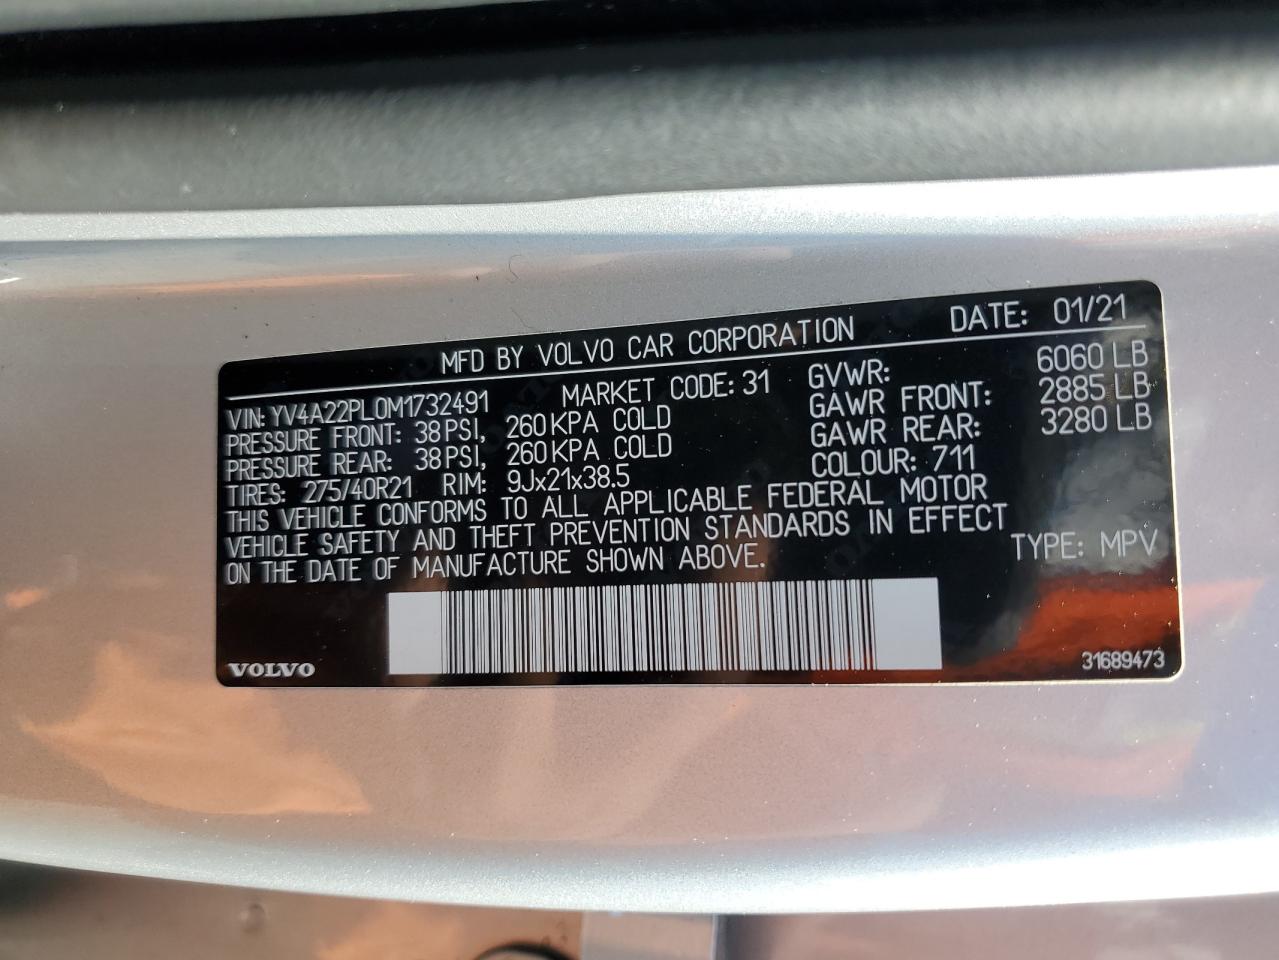 MFD BY VOLVO CAR CORPORATION DATE: 01/21
VIN: YV4A22PL0M1732491 MARKET CODE: 31 GVWR: 6060 LB
PRESSURE FRONT: 38 PSI, 260 KPA COLD GAWR FRONT: 2885 LB
PRESSURE REAR: 38 PSI, 260 KPA COLD GAWR REAR: 3280 LB
TIRES: 275/40R21 RIM: 9Jx21x38.5 COLOUR: 711
THIS VEHICLE CONFORMS TO ALL APPLICABLE FEDERAL MOTOR
VEHICLE SAFETY AND THEFT PREVENTION STANDARDS IN EFFECT
ON THE DATE OF MANUFACTURE SHOWN ABOVE. TYPE: MPV
VOLVO 31689473